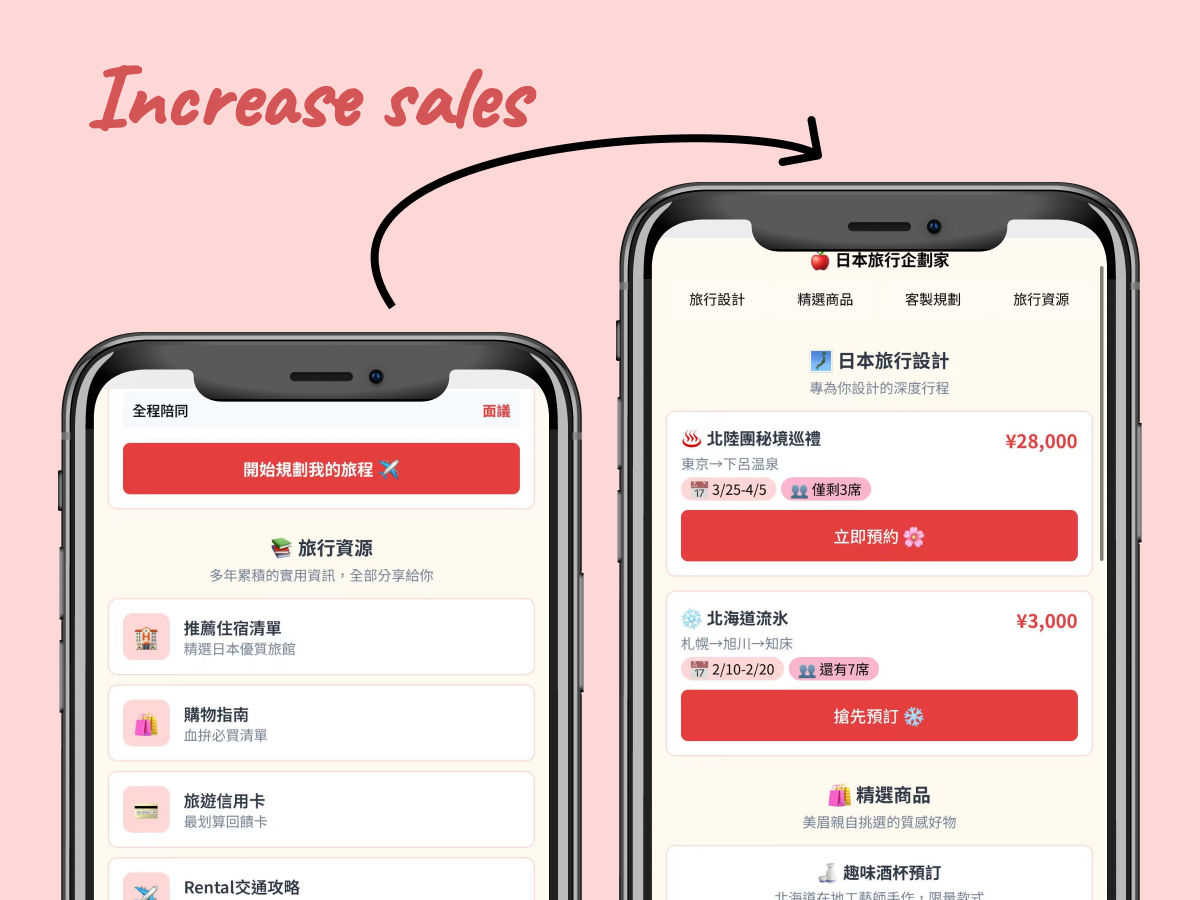 Increase sales
全程陪同
面議
開始規劃我的旅程 ✈️
📚 旅行資源
多年累積的實用資訊，全部分享給你
推薦住宿清單
精選日本優質旅館
購物指南
血拚必買清單
旅遊信用卡
最划算回饋卡
Rental交通攻略
🍎 日本旅行企劃家
旅行設計
精選商品
客製規劃
旅行資源
🗾 日本旅行設計
專為你設計的深度行程
♨️ 北陸團秘境巡禮
¥28,000
東京→下呂温泉
📅 3/25-4/5
👥 僅剩3席
立即預約 🌸
❄️ 北海道流氷
¥3,000
札幌→旭川→知床
📅 2/10-2/20
👥 還有7席
搶先預訂 ❄️
🛍️ 精選商品
美眉親自挑選的質感好物
🍶 趣味酒杯預訂
北海道在地工藝師手作，限量款式